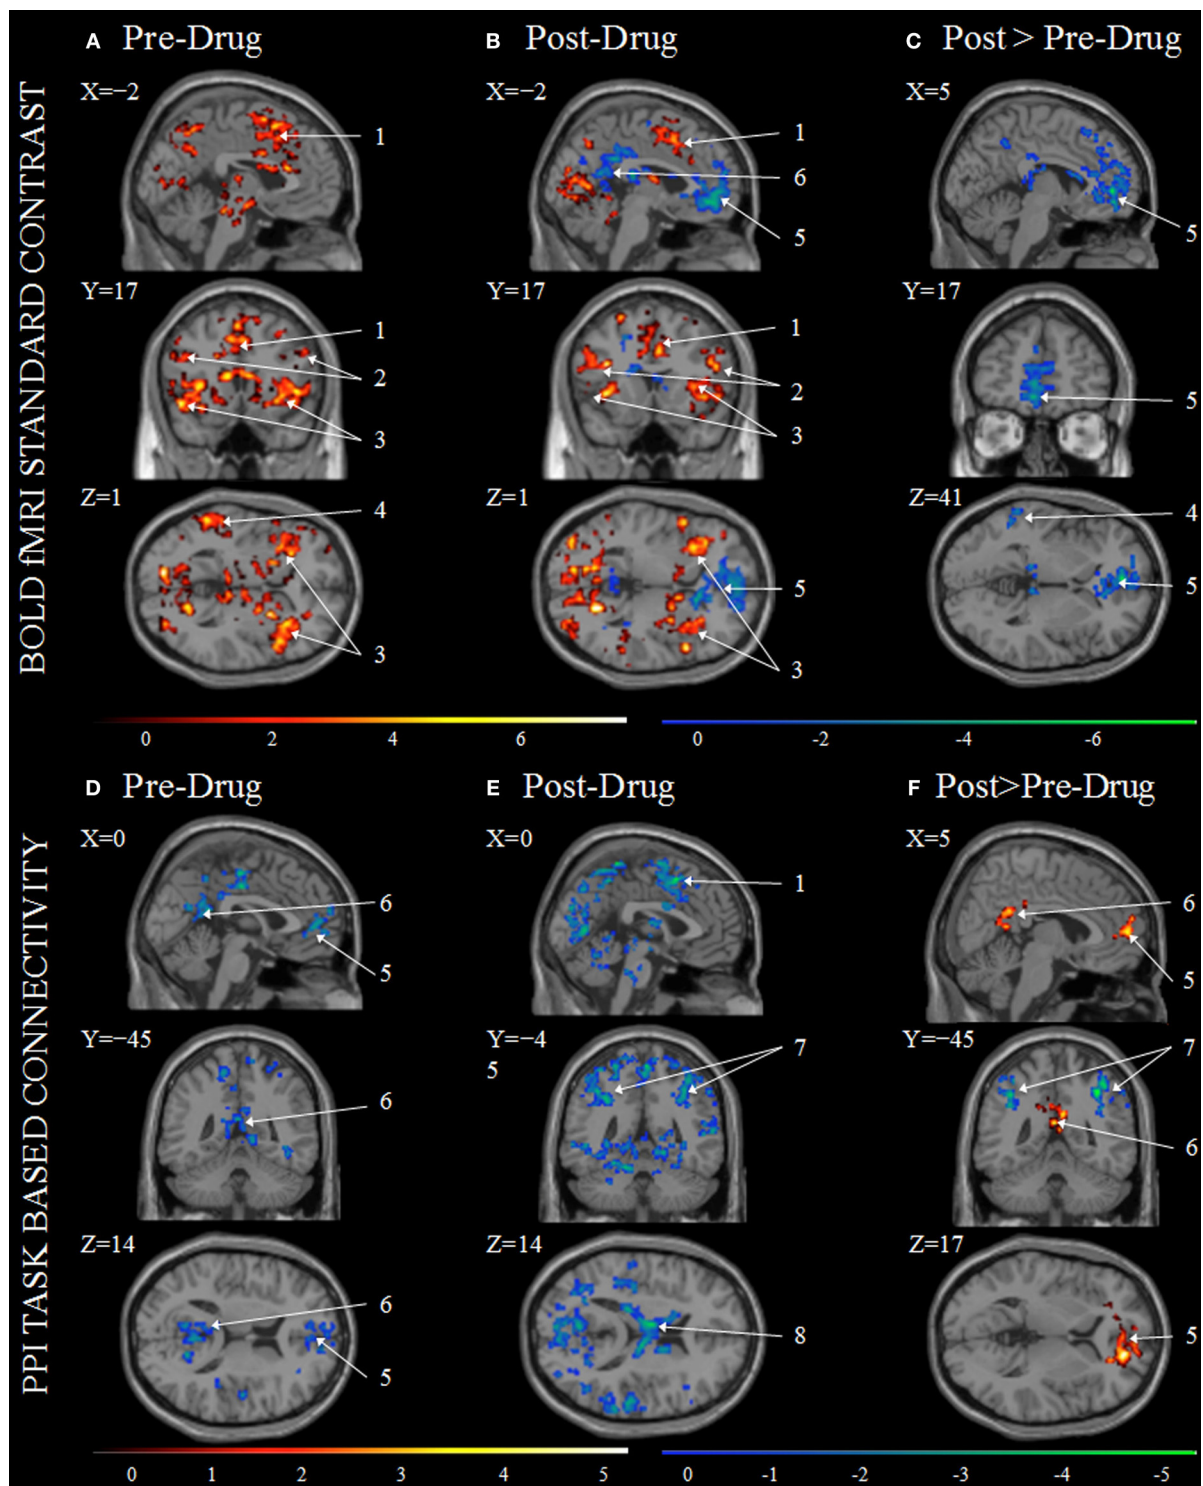 BOLD fMRI STANDARD CONTRAST
A Pre-Drug
B Post-Drug
C Post > Pre-Drug
X=−2
1
X=−2
1
6
5
X=5
5
Y=17
1
2
3
Y=17
1
2
3
Y=17
5
Z=1
4
3
Z=1
5
3
Z=41
4
5
0 2 4 6
0 -2 -4 -6
PPI TASK BASED CONNECTIVITY
D Pre-Drug
E Post-Drug
F Post>Pre-Drug
X=0
6
5
X=0
1
X=5
6
5
Y=−45
6
Y=−4
5
7
Y=−45
7
6
Z=14
6
5
Z=14
8
Z=17
5
0 1 2 3 4 5
0 -1 -2 -3 -4 -5